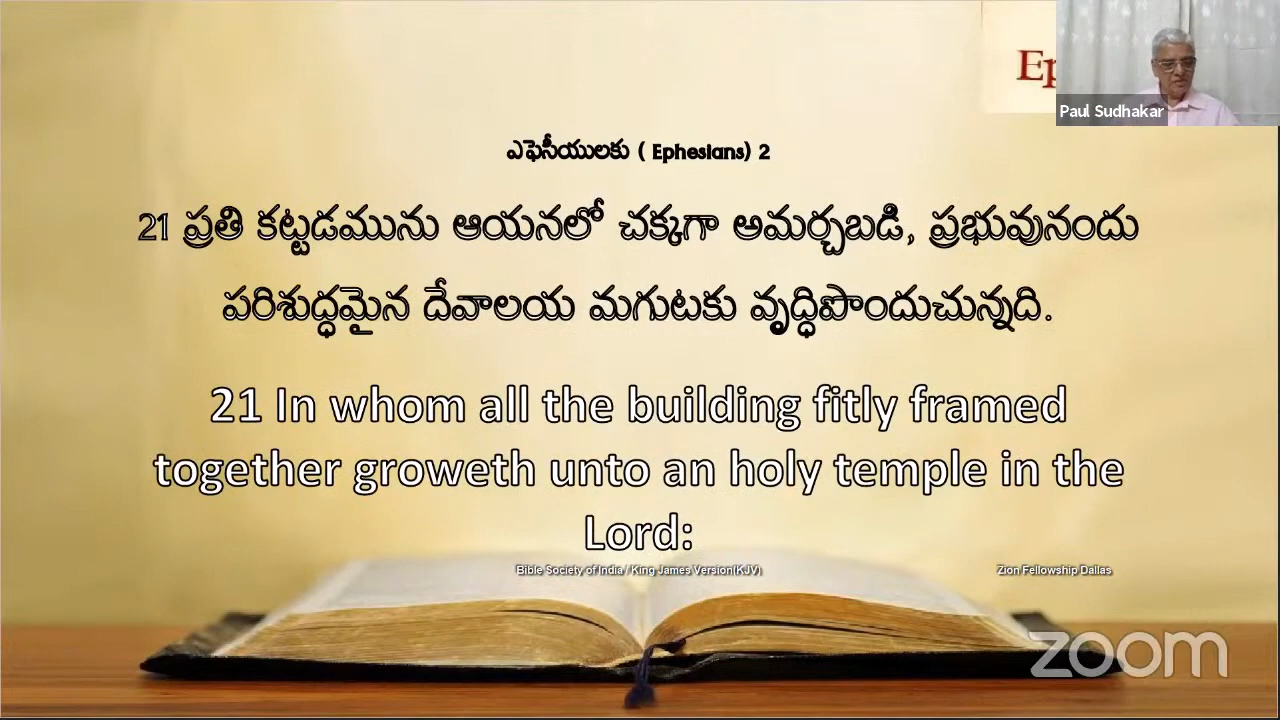 Ep
Paul Sudhakar
ఎఫెసీయులకు ( Ephesians) 2
21 ప్రతి కట్టడమును ఆయనలో చక్కగా అమర్చబడి, ప్రభువునందు
పరిశుద్ధమైన దేవాలయ మగుటకు వృద్ధిపొందుచున్నది.
21 In whom all the building fitly framed
together groweth unto an holy temple in the
Lord:
Bible Society of India / King James Version(KJV)
Zion Fellowship Dallas
zoom